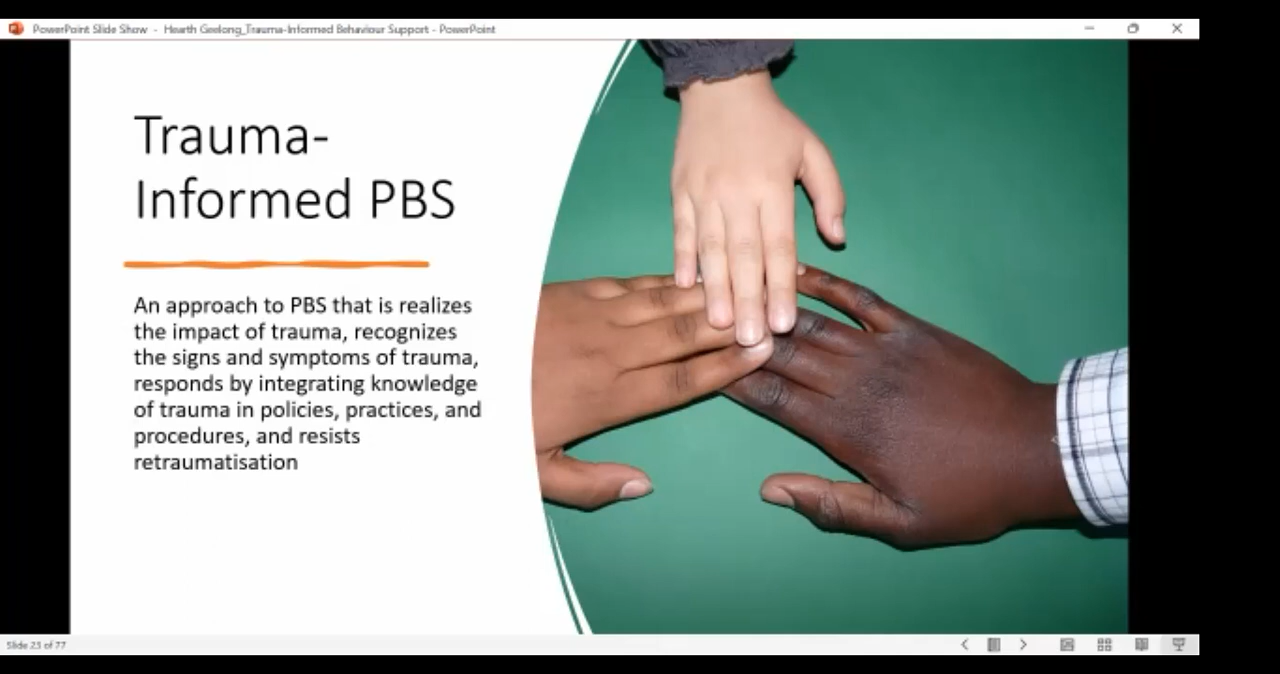 PowerPoint Slide Show - Hearth Geelong_Trauma-Informed Behaviour Support - PowerPoint
Trauma-
Informed PBS
An approach to PBS that is realizes
the impact of trauma, recognizes
the signs and symptoms of trauma,
responds by integrating knowledge
of trauma in policies, practices, and
procedures, and resists
retraumatisation
Slide 23 of 77